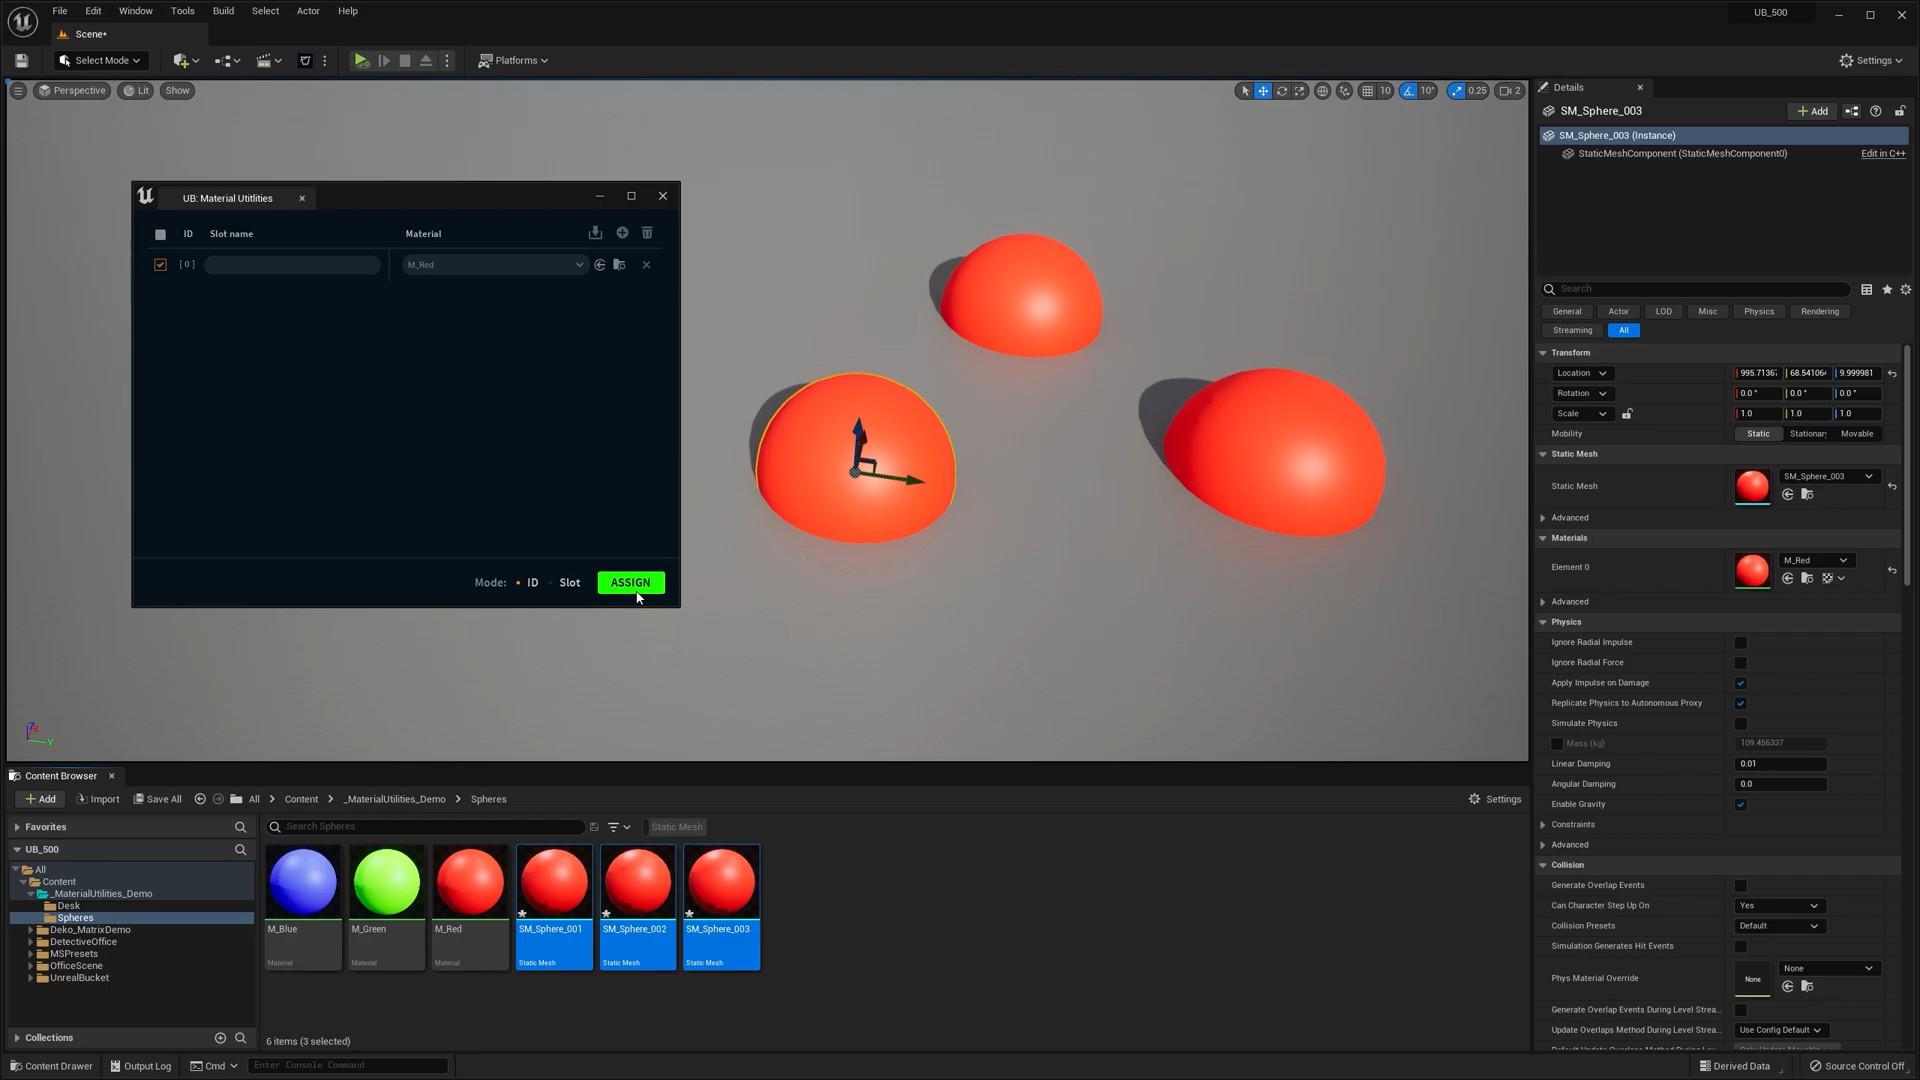 File Edit Window Tools Build Select Actor Help
UB_500
Scene*
Select Mode
Platforms
Settings
Perspective Lit Show
10 10° 0.25 2
UB: Material Utitlities
ID Slot name Material
[ 0 ] M_Red
Mode: ID Slot ASSIGN
Details
SM_Sphere_003
Add
SM_Sphere_003 (Instance)
StaticMeshComponent (StaticMeshComponent0) Edit in C++
Search
General Actor LOD Misc Physics Rendering
Streaming All
Transform
Location 995.7136 68.54106 9.999981
Rotation 0.0 ° 0.0 ° 0.0 °
Scale 1.0 1.0 1.0
Mobility Static Stationar Movable
Static Mesh
Static Mesh SM_Sphere_003
Advanced
Materials
Element 0 M_Red
Advanced
Physics
Ignore Radial Impulse
Ignore Radial Force
Apply Impulse on Damage
Replicate Physics to Autonomous Proxy
Simulate Physics
Mass (kg) 109.456337
Linear Damping 0.01
Angular Damping 0.0
Enable Gravity
Constraints
Advanced
Collision
Generate Overlap Events
Can Character Step Up On Yes
Collision Presets Default
Simulation Generates Hit Events
Phys Material Override None None
Generate Overlap Events During Level Strea...
Update Overlaps Method During Level Strea... Use Config Default
Content Browser
Add Import Save All All Content _MaterialUtilities_Demo Spheres
Settings
Favorites
Search Spheres
Static Mesh
UB_500
All
Content
_MaterialUtilities_Demo
Desk
Spheres
Deko_MatrixDemo
DetectiveOffice
MSPresets
OfficeScene
UnrealBucket
Collections
M_Blue
Material
M_Green
Material
M_Red
Material
SM_Sphere_001
Static Mesh
SM_Sphere_002
Static Mesh
SM_Sphere_003
Static Mesh
6 items (3 selected)
Content Drawer Output Log Cmd Enter Console Command
Derived Data Source Control Off